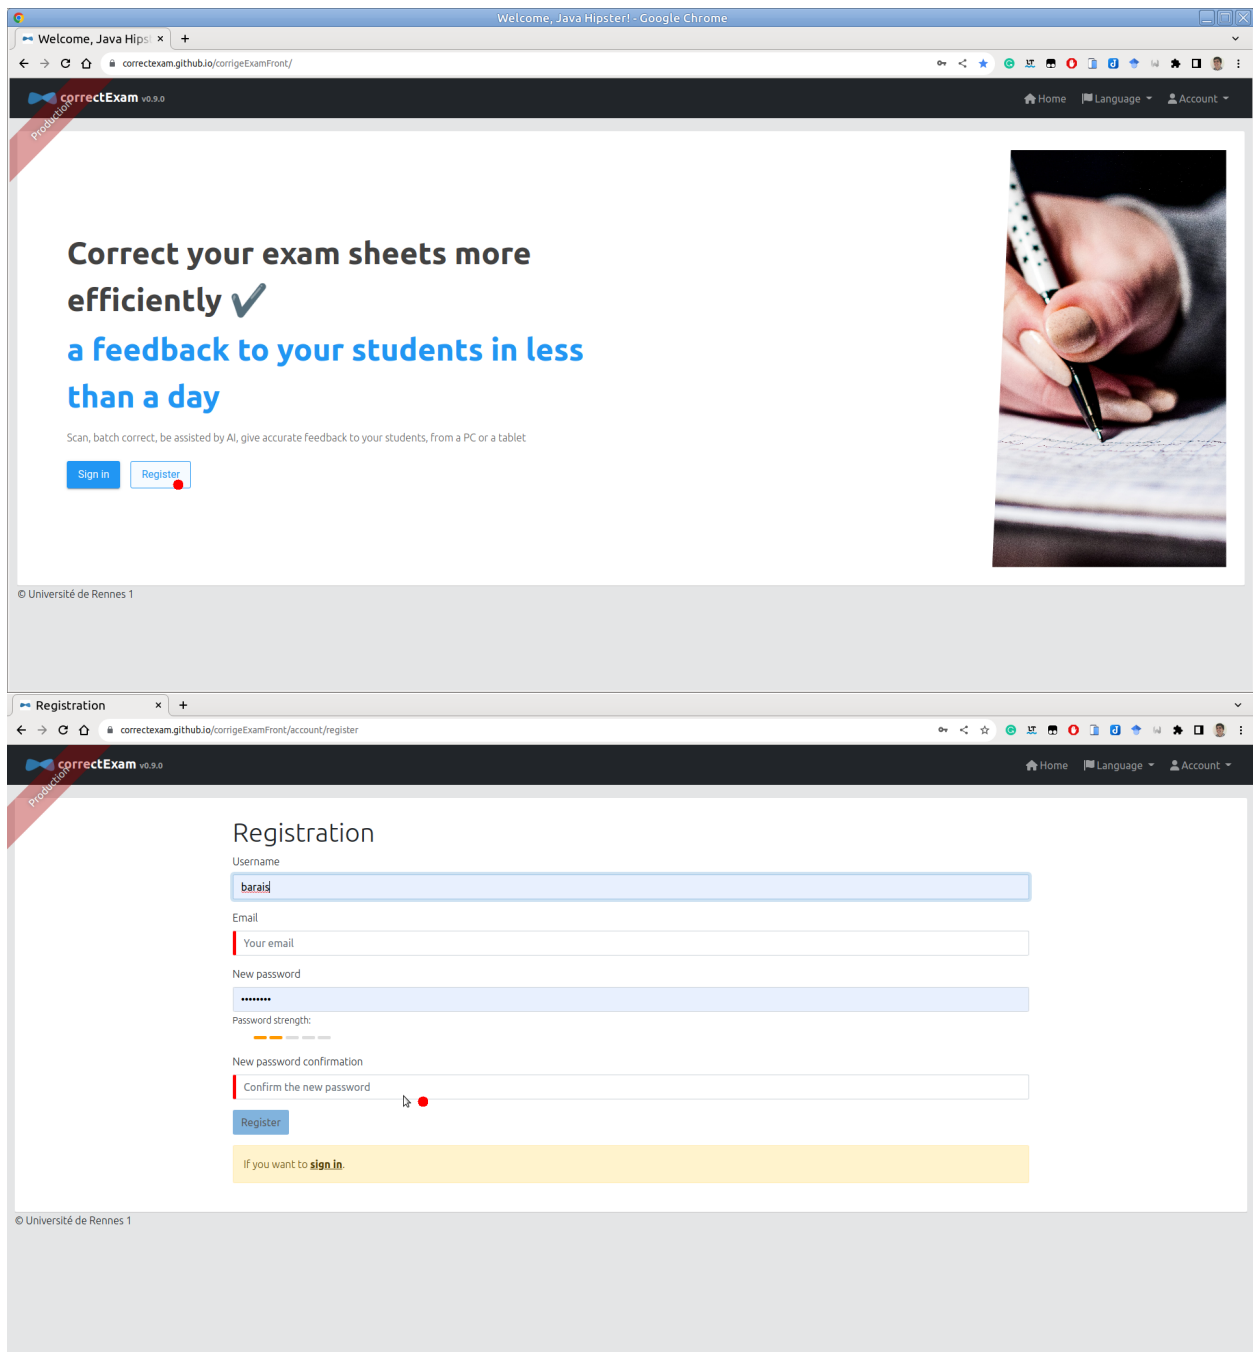 Welcome, Java Hipster! - Google Chrome
Welcome, Java Hips
correctexam.github.io/corrigeExamFront/
correctExam v0.9.0
Home
Language
Account
Production
Correct your exam sheets more
efficiently ✔
a feedback to your students in less
than a day
Scan, batch correct, be assisted by AI, give accurate feedback to your students, from a PC or a tablet
Sign in
Register
© Université de Rennes 1
Registration
correctexam.github.io/corrigeExamFront/account/register
correctExam v0.9.0
Home
Language
Account
Production
Registration
Username
barais
Email
Your email
New password
••••••••
Password strength:
New password confirmation
Confirm the new password
Register
If you want to sign in.
© Université de Rennes 1